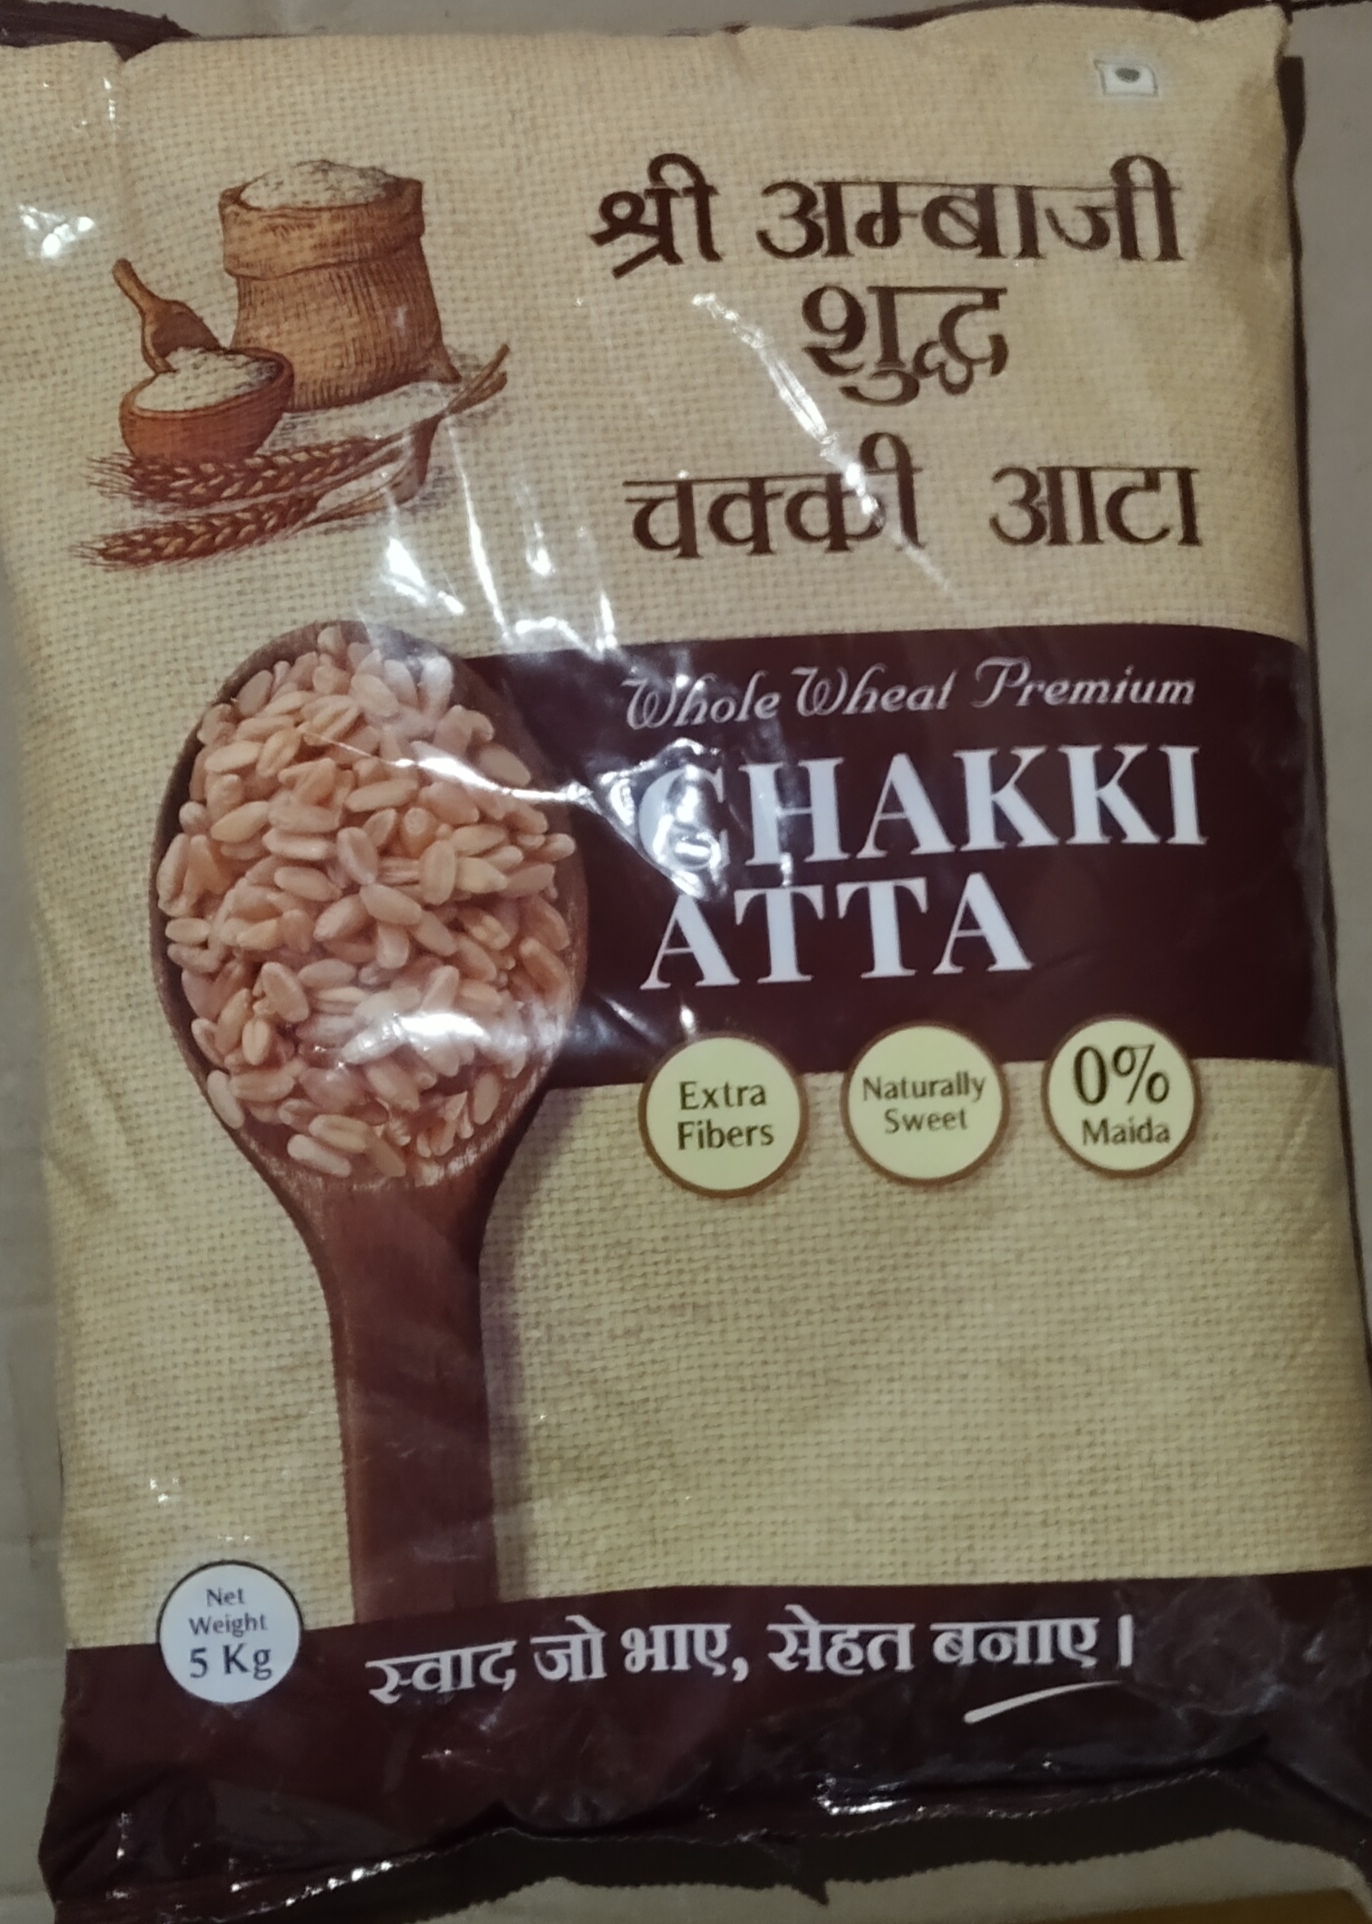 श्री अम्बाजी
शुद्ध
चक्की आटा
Whole Wheat Premium
CHAKKI
ATTA
Extra
Fibers
Naturally
Sweet
0%
Maida
Net
Weight
5 Kg
स्वाद जो भाए, सेहत बनाए।